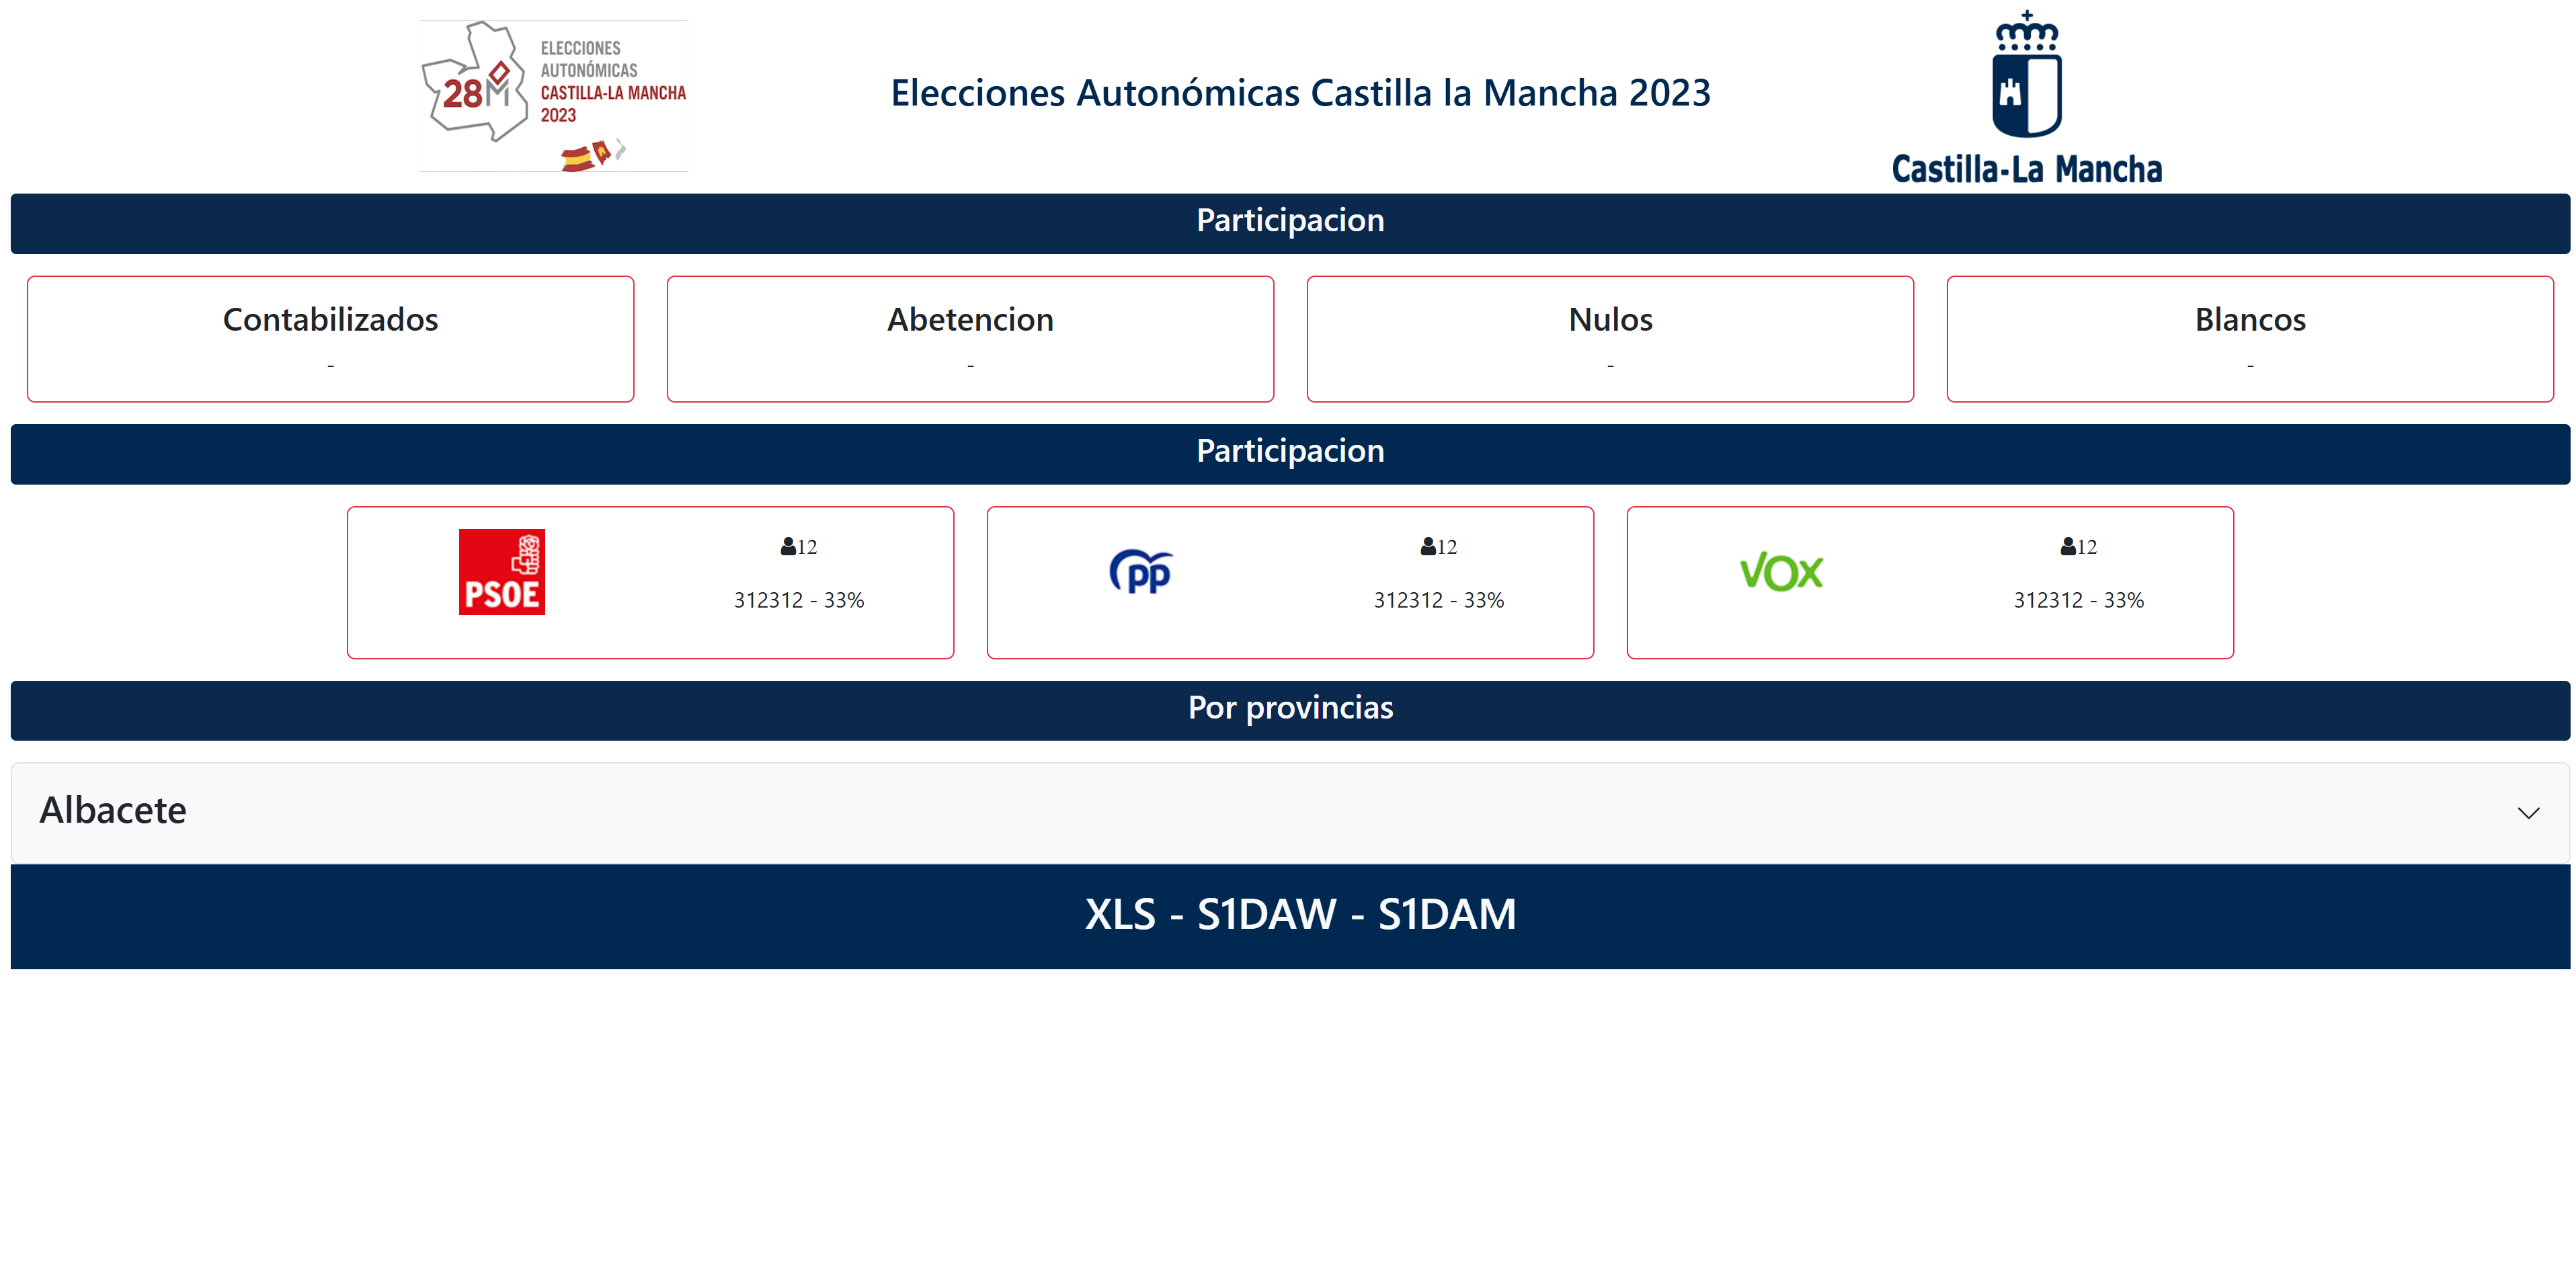 28M
ELECCIONES
AUTONÓMICAS
CASTILLA-LA MANCHA
2023
Elecciones Autonómicas Castilla la Mancha 2023
Castilla-La Mancha
Participacion
Contabilizados
-
Abetencion
-
Nulos
-
Blancos
-
Participacion
PSOE
12
312312 - 33%
pp
12
312312 - 33%
VOX
12
312312 - 33%
Por provincias
Albacete
XLS - S1DAW - S1DAM